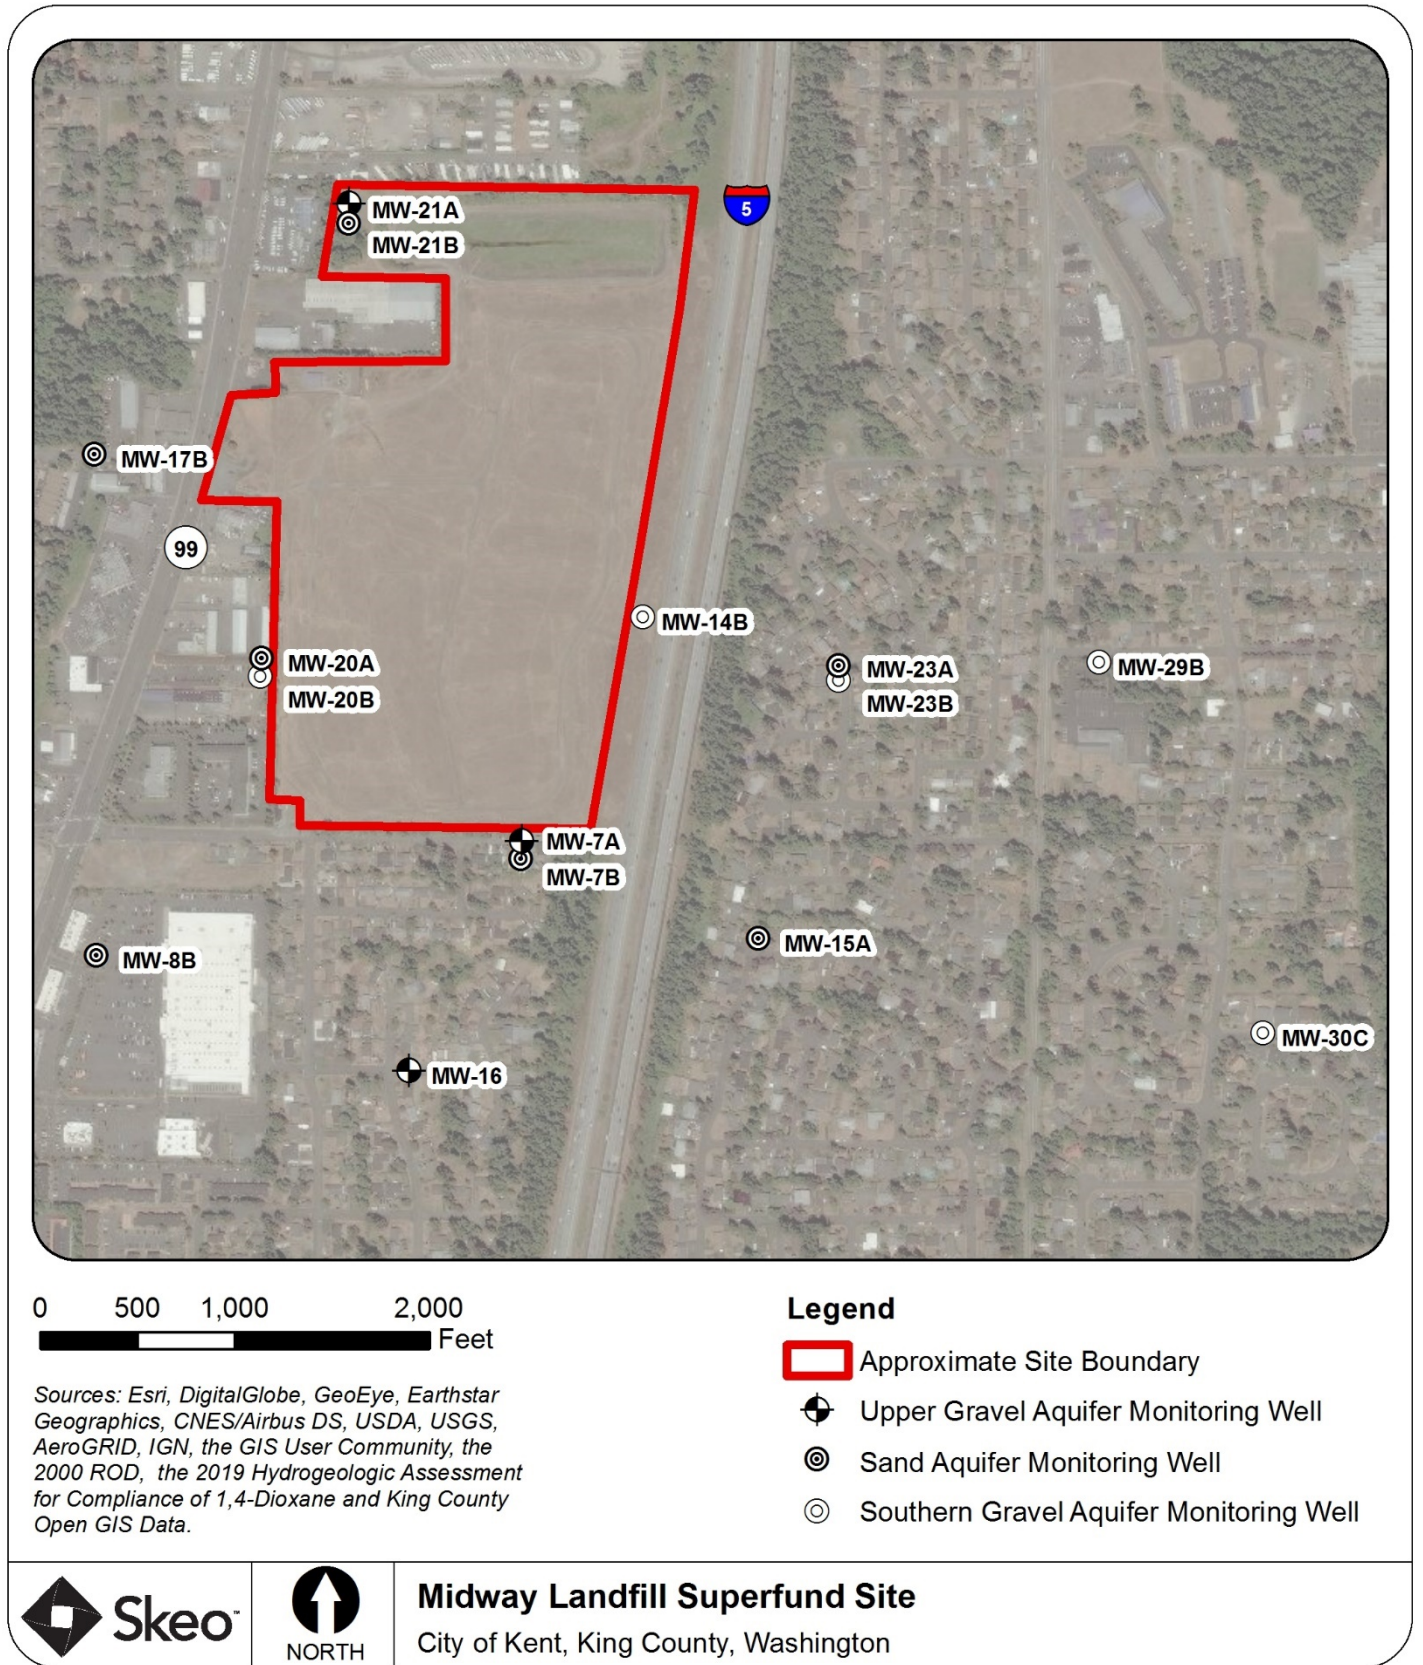 5
MW-21A
MW-21B
MW-17B
99
MW-14B
MW-20A
MW-20B
MW-23A
MW-23B
MW-29B
MW-7A
MW-7B
MW-15A
MW-8B
MW-30C
MW-16
0 500 1,000 2,000
Feet
Sources: Esri, DigitalGlobe, GeoEye, Earthstar
Geographics, CNES/Airbus DS, USDA, USGS,
AeroGRID, IGN, the GIS User Community, the
2000 ROD, the 2019 Hydrogeologic Assessment
for Compliance of 1,4-Dioxane and King County
Open GIS Data.
Legend
Approximate Site Boundary
Upper Gravel Aquifer Monitoring Well
Sand Aquifer Monitoring Well
Southern Gravel Aquifer Monitoring Well
Skeo™
NORTH
Midway Landfill Superfund Site
City of Kent, King County, Washington